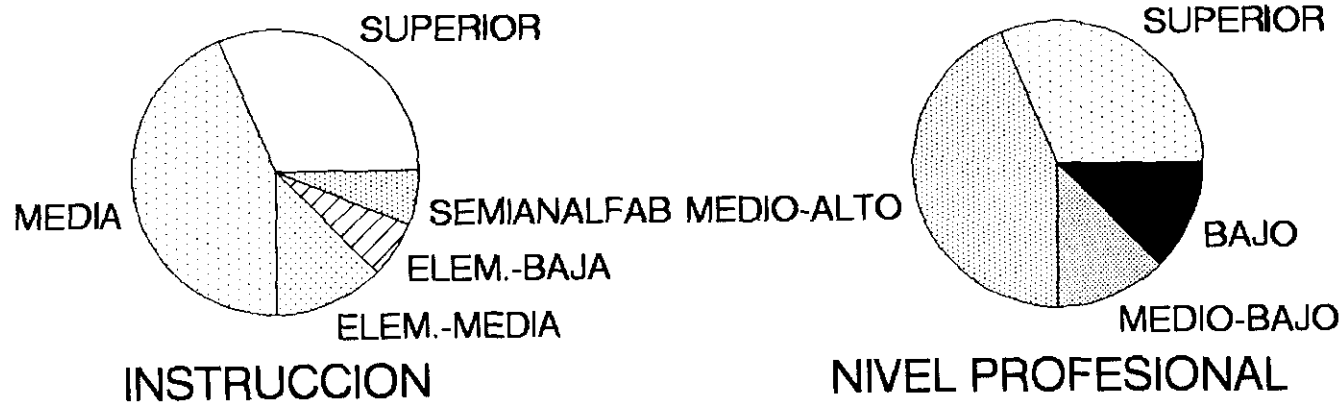 SUPERIOR
MEDIA
SEMIANALFAB
ELEM.-BAJA
ELEM.-MEDIA
INSTRUCCION
SUPERIOR
MEDIO-ALTO
BAJO
MEDIO-BAJO
NIVEL PROFESIONAL